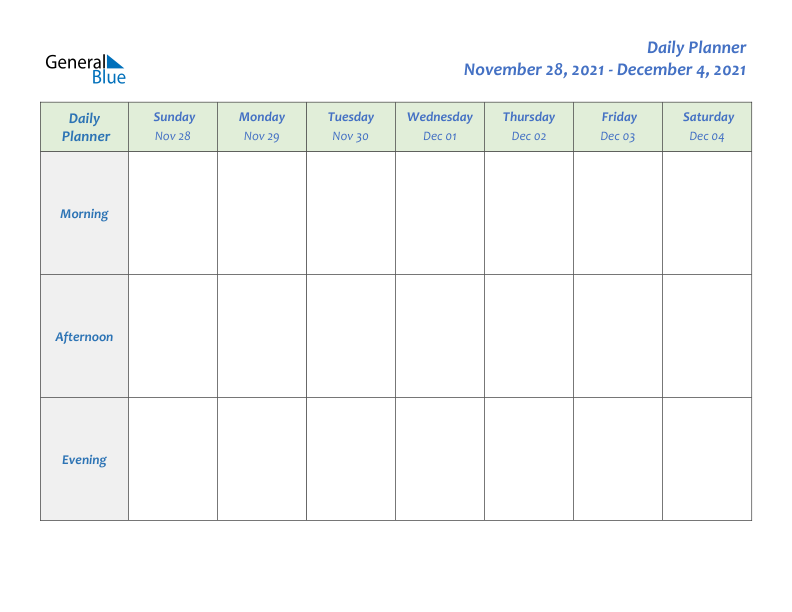 General
Blue
Daily Planner
November 28, 2021 - December 4, 2021
Daily
Planner
Sunday
Nov 28
Monday
Nov 29
Tuesday
Nov 30
Wednesday
Dec 01
Thursday
Dec 02
Friday
Dec 03
Saturday
Dec 04
Morning
Afternoon
Evening